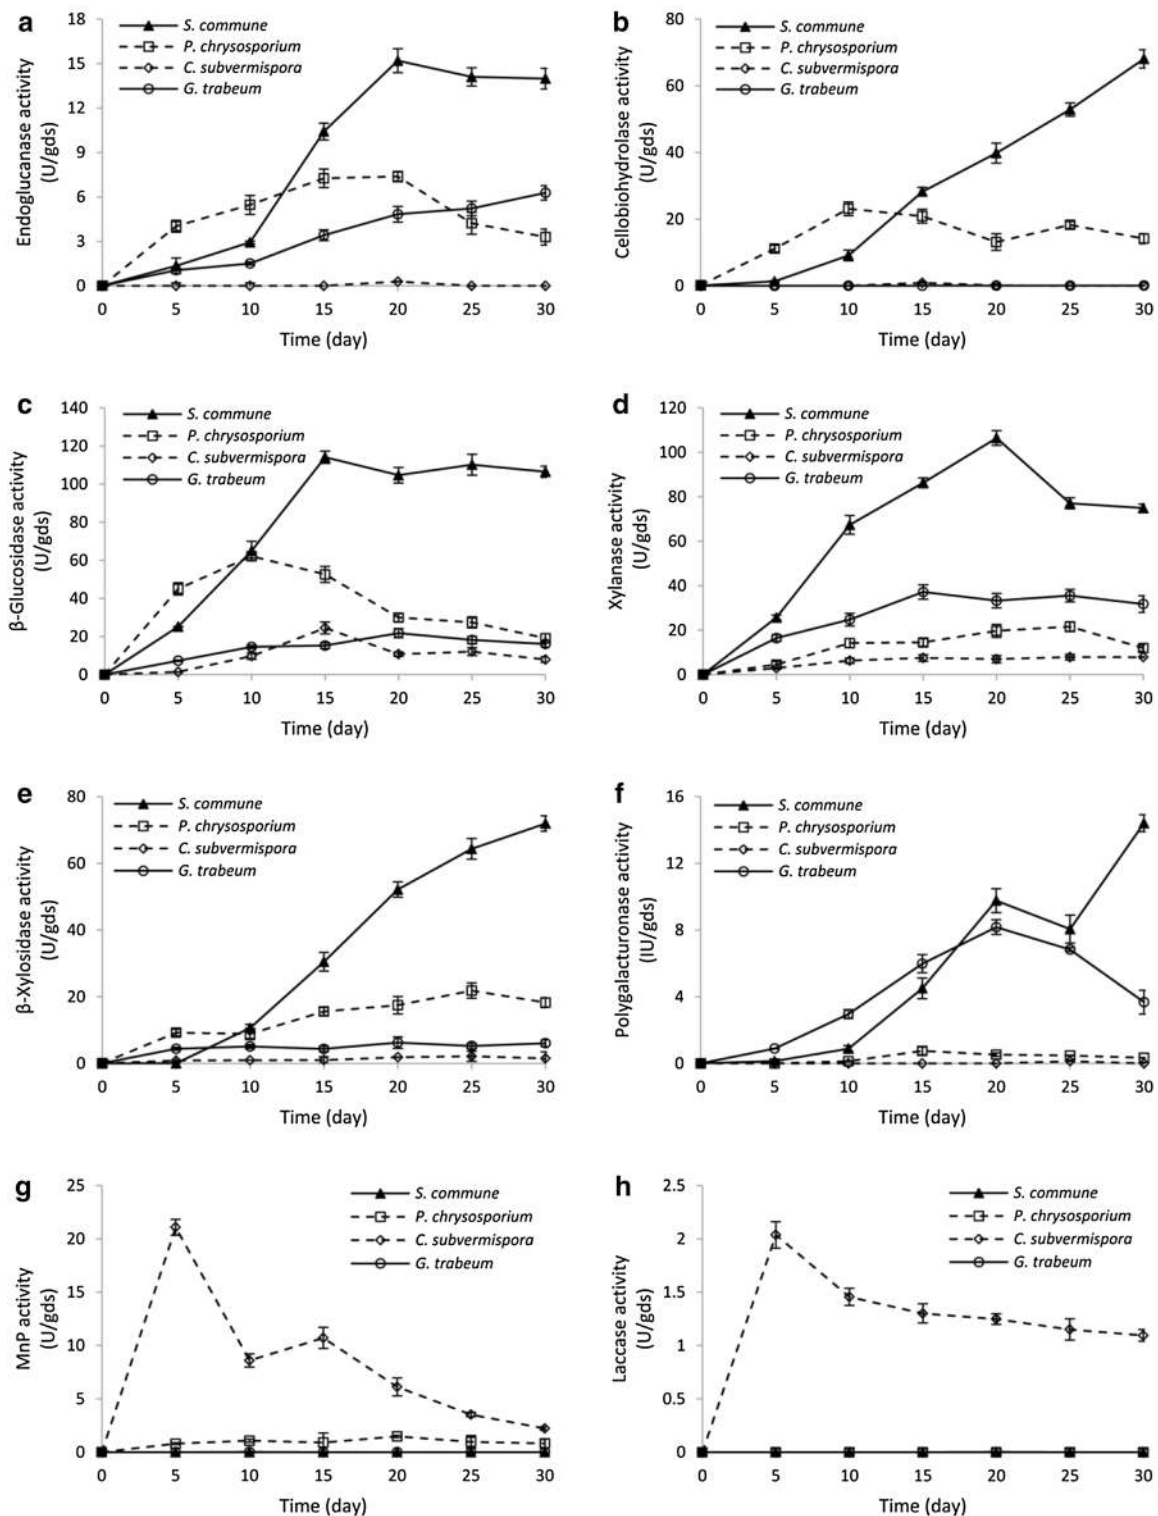 a
18
15
12
9
6
3
0
Endoglucanase activity
(U/gds)
S. commune
P. chrysosporium
C. subvermispora
G. trabeum
0 5 10 15 20 25 30
Time (day)
b
80
60
40
20
0
Cellobiohydrolase activity
(U/gds)
S. commune
P. chrysosporium
C. subvermispora
G. trabeum
0 5 10 15 20 25 30
Time (day)
c
140
120
100
80
60
40
20
0
β-Glucosidase activity
(U/gds)
S. commune
P. chrysosporium
C. subvermispora
G. trabeum
0 5 10 15 20 25 30
Time (day)
d
120
100
80
60
40
20
0
Xylanase activity
(U/gds)
S. commune
P. chrysosporium
C. subvermispora
G. trabeum
0 5 10 15 20 25 30
Time (day)
e
80
60
40
20
0
β-Xylosidase activity
(U/gds)
S. commune
P. chrysosporium
C. subvermispora
G. trabeum
0 5 10 15 20 25 30
Time (day)
f
16
12
8
4
0
Polygalacturonase activity
(IU/gds)
S. commune
P. chrysosporium
C. subvermispora
G. trabeum
0 5 10 15 20 25 30
Time (day)
g
25
20
15
10
5
0
MnP activity
(U/gds)
S. commune
P. chrysosporium
C. subvermispora
G. trabeum
0 5 10 15 20 25 30
Time (day)
h
2.5
2
1.5
1
0.5
0
Laccase activity
(U/gds)
S. commune
P. chrysosporium
C. subvermispora
G. trabeum
0 5 10 15 20 25 30
Time (day)